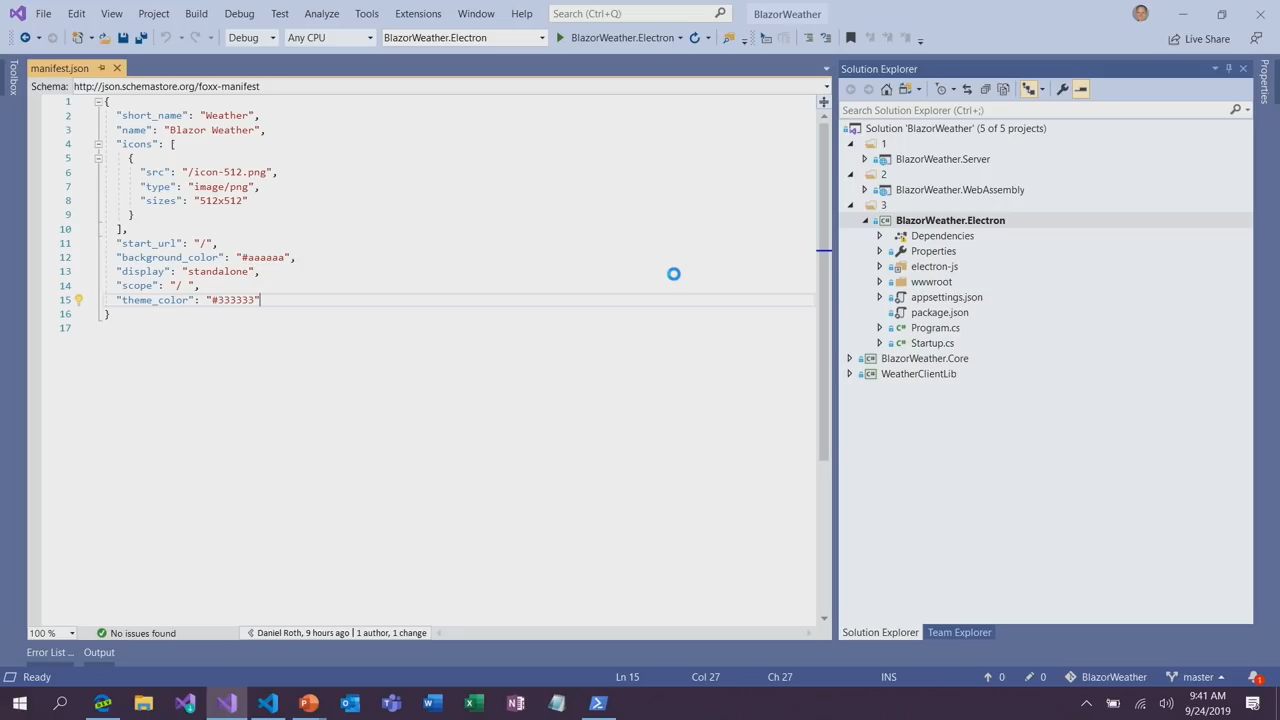 File Edit View Project Build Debug Test Analyze Tools Extensions Window Help Search (Ctrl+Q) BlazorWeather
Debug Any CPU BlazorWeather.Electron BlazorWeather.Electron Live Share
Toolbox
manifest.json
Schema: http://json.schemastore.org/foxx-manifest
1 {
2 "short_name": "Weather",
3 "name": "Blazor Weather",
4 "icons": [
5 {
6 "src": "/icon-512.png",
7 "type": "image/png",
8 "sizes": "512x512"
9 }
10 ],
11 "start_url": "/",
12 "background_color": "#aaaaaa",
13 "display": "standalone",
14 "scope": "/ ",
15 "theme_color": "#333333"
16 }
17
100 % No issues found Daniel Roth, 9 hours ago | 1 author, 1 change
Solution Explorer
Search Solution Explorer (Ctrl+;)
Solution 'BlazorWeather' (5 of 5 projects)
1
BlazorWeather.Server
2
BlazorWeather.WebAssembly
3
BlazorWeather.Electron
Dependencies
Properties
electron-js
wwwroot
appsettings.json
package.json
Program.cs
Startup.cs
BlazorWeather.Core
WeatherClientLib
Solution Explorer Team Explorer
Properties
Error List ... Output
Ready Ln 15 Col 27 Ch 27 INS 0 0 BlazorWeather master 1
9:41 AM
9/24/2019